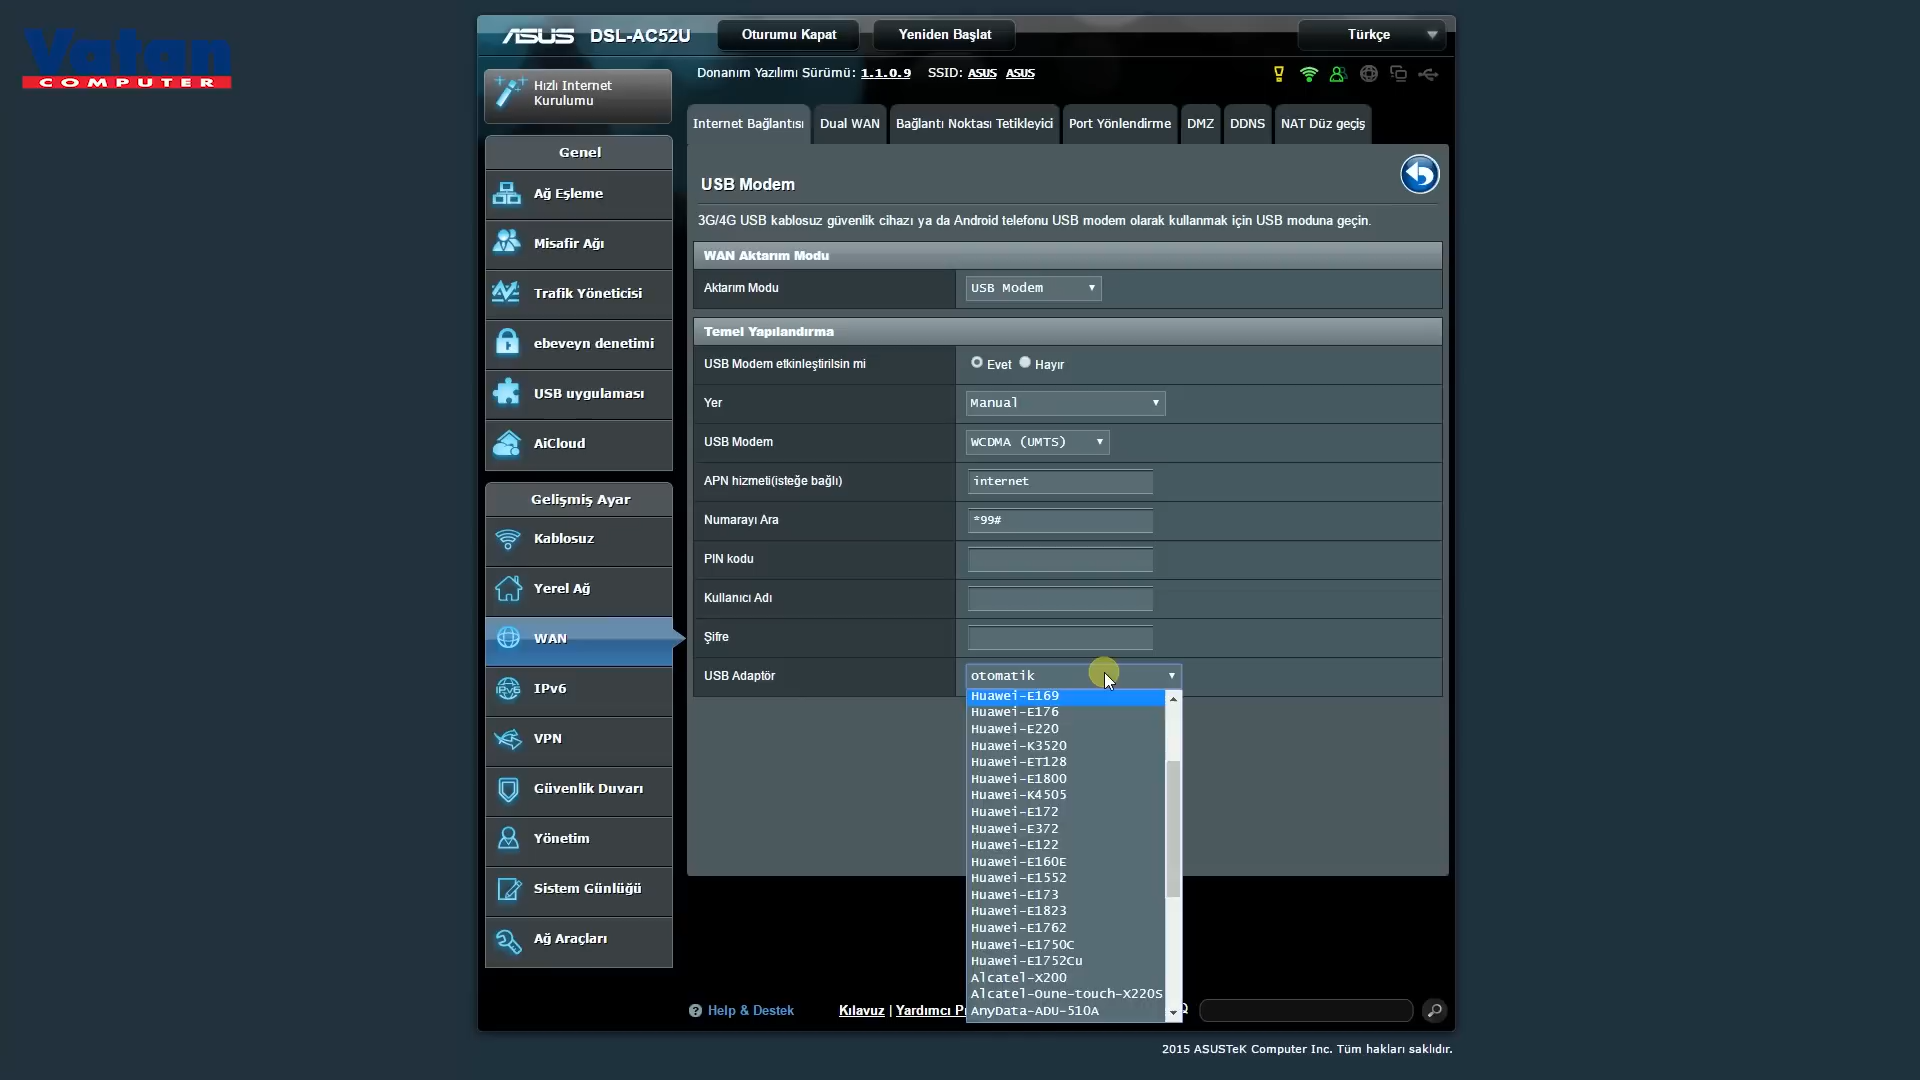 Vatan
COMPUTER
ASUS DSL-AC52U Oturumu Kapat Yeniden Başlat Türkçe
Hızlı Internet
Kurulumu
Donanım Yazılımı Sürümü: 1.1.0.9 SSID: ASUS ASUS
Internet Bağlantısı Dual WAN Bağlantı Noktası Tetikleyici Port Yönlendirme DMZ DDNS NAT Düz geçiş
Genel
Ağ Eşleme
Misafir Ağı
Trafik Yöneticisi
ebeveyn denetimi
USB uygulaması
AiCloud
Gelişmiş Ayar
Kablosuz
Yerel Ağ
WAN
IPv6
VPN
Güvenlik Duvarı
Yönetim
Sistem Günlüğü
Ağ Araçları
USB Modem
3G/4G USB kablosuz güvenlik cihazı ya da Android telefonu USB modem olarak kullanmak için USB moduna geçin.
WAN Aktarım Modu
Aktarım Modu USB Modem
Temel Yapılandırma
USB Modem etkinleştirilsin mi Evet Hayır
Yer Manual
USB Modem WCDMA (UMTS)
APN hizmeti(isteğe bağlı) internet
Numarayı Ara *99#
PIN kodu
Kullanıcı Adı
Şifre
USB Adaptör otomatik
Huawei-E169
Huawei-E176
Huawei-E220
Huawei-K3520
Huawei-ET128
Huawei-E1800
Huawei-K4505
Huawei-E172
Huawei-E372
Huawei-E122
Huawei-E160E
Huawei-E1552
Huawei-E173
Huawei-E1823
Huawei-E1762
Huawei-E1750C
Huawei-E1752Cu
Alcatel-X200
Alcatel-Oune-touch-X220S
AnyData-ADU-510A
Help & Destek Kılavuz | Yardımcı
2015 ASUSTeK Computer Inc. Tüm hakları saklıdır.